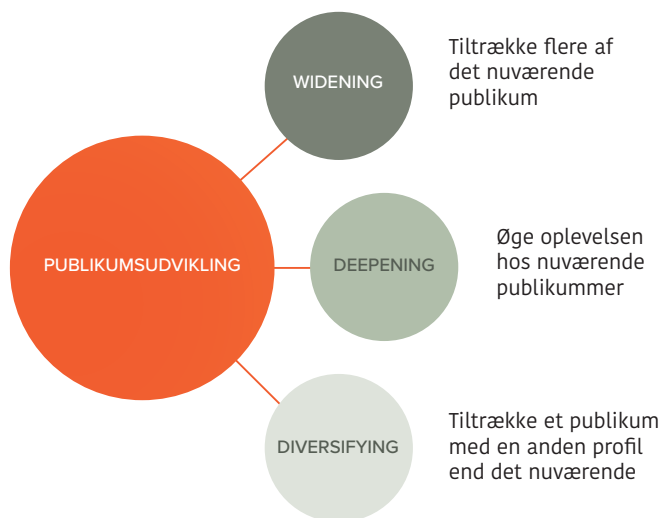 WIDENING
Tiltrække flere af
det nuværende
publikum
PUBLIKUMSUDVIKLING
DEEPENING
Øge oplevelsen
hos nuværende
publikummer
DIVERSIFYING
Tiltrække et publikum
med en anden profil
end det nuværende